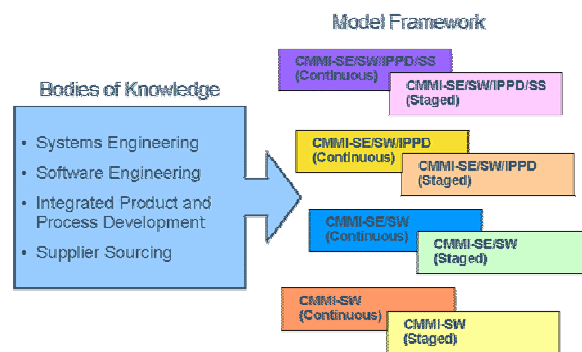 Model Framework
Bodies of Knowledge
• Systems Engineering
• Software Engineering
• Integrated Product and
Process Development
• Supplier Sourcing
CMMI-SE/SW/IPPD/SS
(Continuous)
CMMI-SE/SW/IPPD/SS
(Staged)
CMMI-SE/SW/IPPD
(Continuous)
CMMI-SE/SW/IPPD
(Staged)
CMMI-SE/SW
(Continuous)
CMMI-SE/SW
(Staged)
CMMI-SW
(Continuous)
CMMI-SW
(Staged)